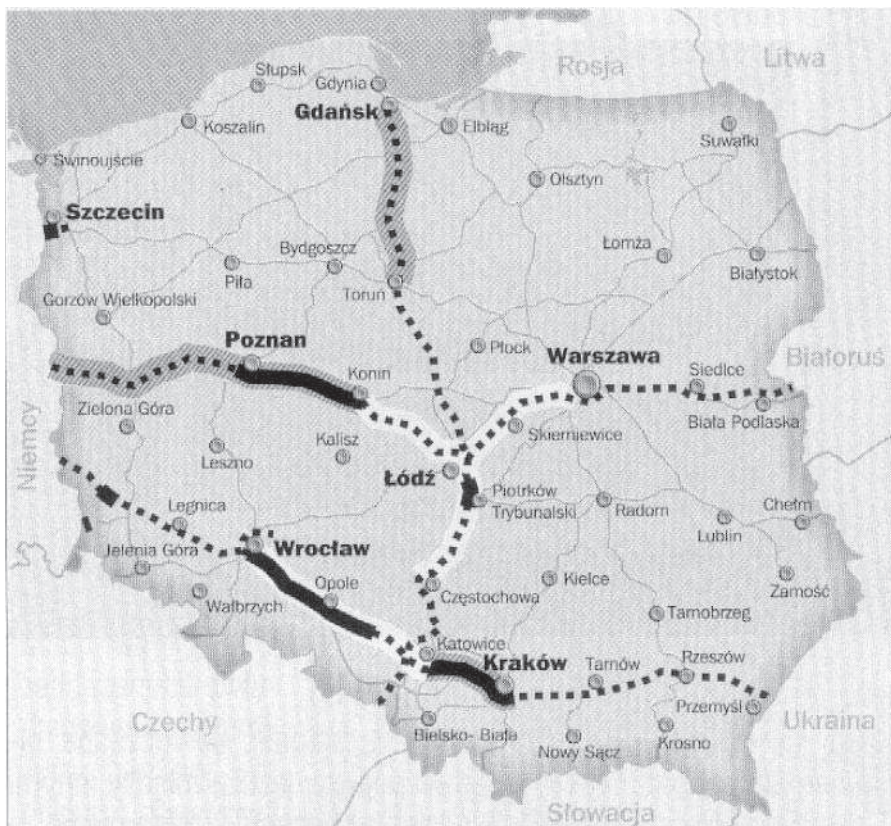 Rosja
Litwa
Słupsk
Gdynia
Gdańsk
Koszalin
Elbląg
Suwałki
Świnoujście
Olsztyn
Szczecin
Bydgoszcz
Łomża
Piła
Toruń
Białystok
Gorzów Wielkopolski
Poznan
Płock
Warszawa
Siedlce
Białoruś
Konin
Zielona Góra
Skierniewice
Biała Podlaska
Niemcy
Leszno
Kalisz
Łódź
Piotrków
Trybunalski
Legnica
Radom
Chełm
Lublin
Jelenia Góra
Wrocław
Opole
Kielce
Zamość
Wałbrzych
Częstochowa
Tarnobrzeg
Katowice
Kraków
Tarnów
Rzeszów
Czechy
Przemyśl
Ukraina
Bielsko- Biała
Nowy Sącz
Krosno
Słowacja